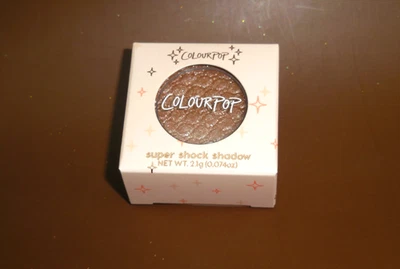 COLOURPOP
COLOURPOP
super shock shadow
NET WT. 2.1g (0.074oz)